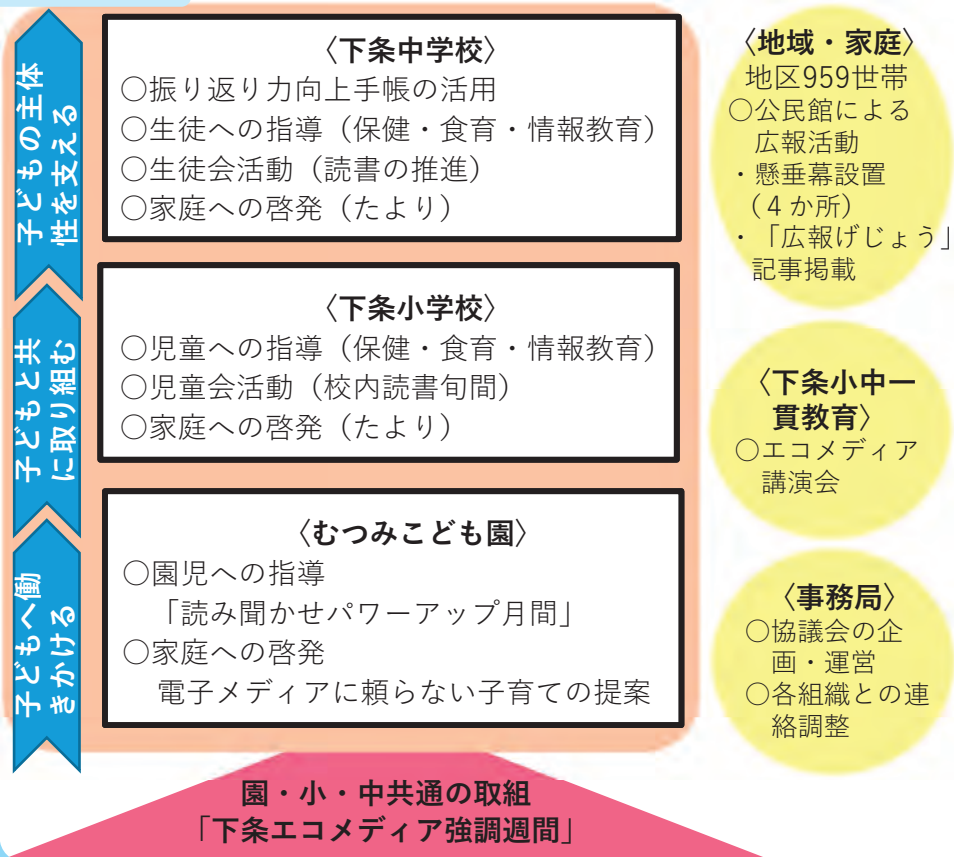 子どもの主体
性を支える
〈下条中学校〉
○振り返り力向上手帳の活用
○生徒への指導（保健・食育・情報教育）
○生徒会活動（読書の推進）
○家庭への啓発（たより）
子どもと共
に取り組む
〈下条小学校〉
○児童への指導（保健・食育・情報教育）
○児童会活動（校内読書旬間）
○家庭への啓発（たより）
子どもへ働
きかける
〈むつみこども園〉
○園児への指導
「読み聞かせパワーアップ月間」
○家庭への啓発
電子メディアに頼らない子育ての提案
〈地域・家庭〉
地区959世帯
○公民館による
広報活動
・懸垂幕設置
（４か所）
・「広報げじょう」
記事掲載
〈下条小中一
貫教育〉
○エコメディア
講演会
〈事務局〉
○協議会の企
画・運営
○各組織との連
絡調整
園・小・中共通の取組
「下条エコメディア強調週間」